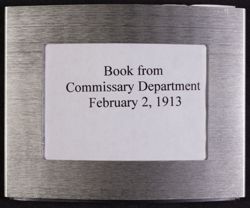 Book from
Commissary Department
February 2, 1913